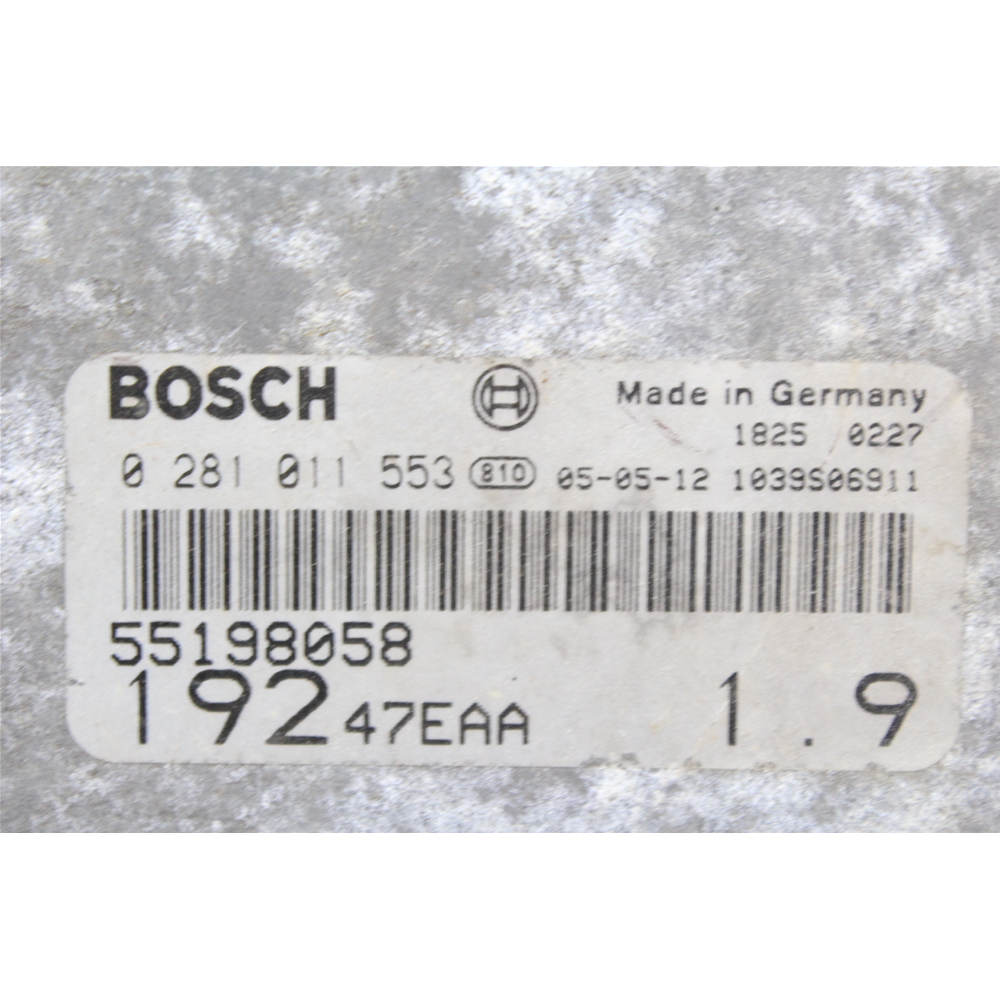 BOSCH Made in Germany
1825 0227
0 281 011 553 810 05-05-12 1039S06911
55198058
192 47EAA 1.9